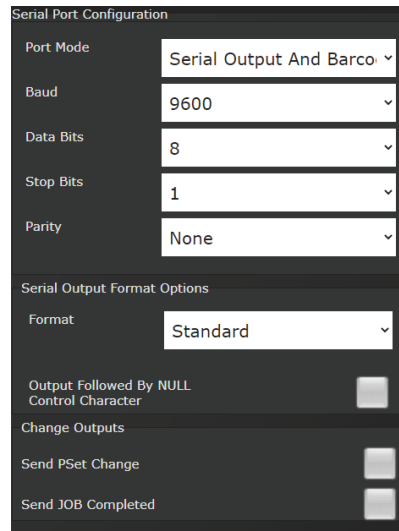 Serial Port Configuration
Port Mode
Serial Output And Barco
Baud
9600
Data Bits
8
Stop Bits
1
Parity
None
Serial Output Format Options
Format
Standard
Output Followed By NULL
Control Character
Change Outputs
Send PSet Change
Send JOB Completed